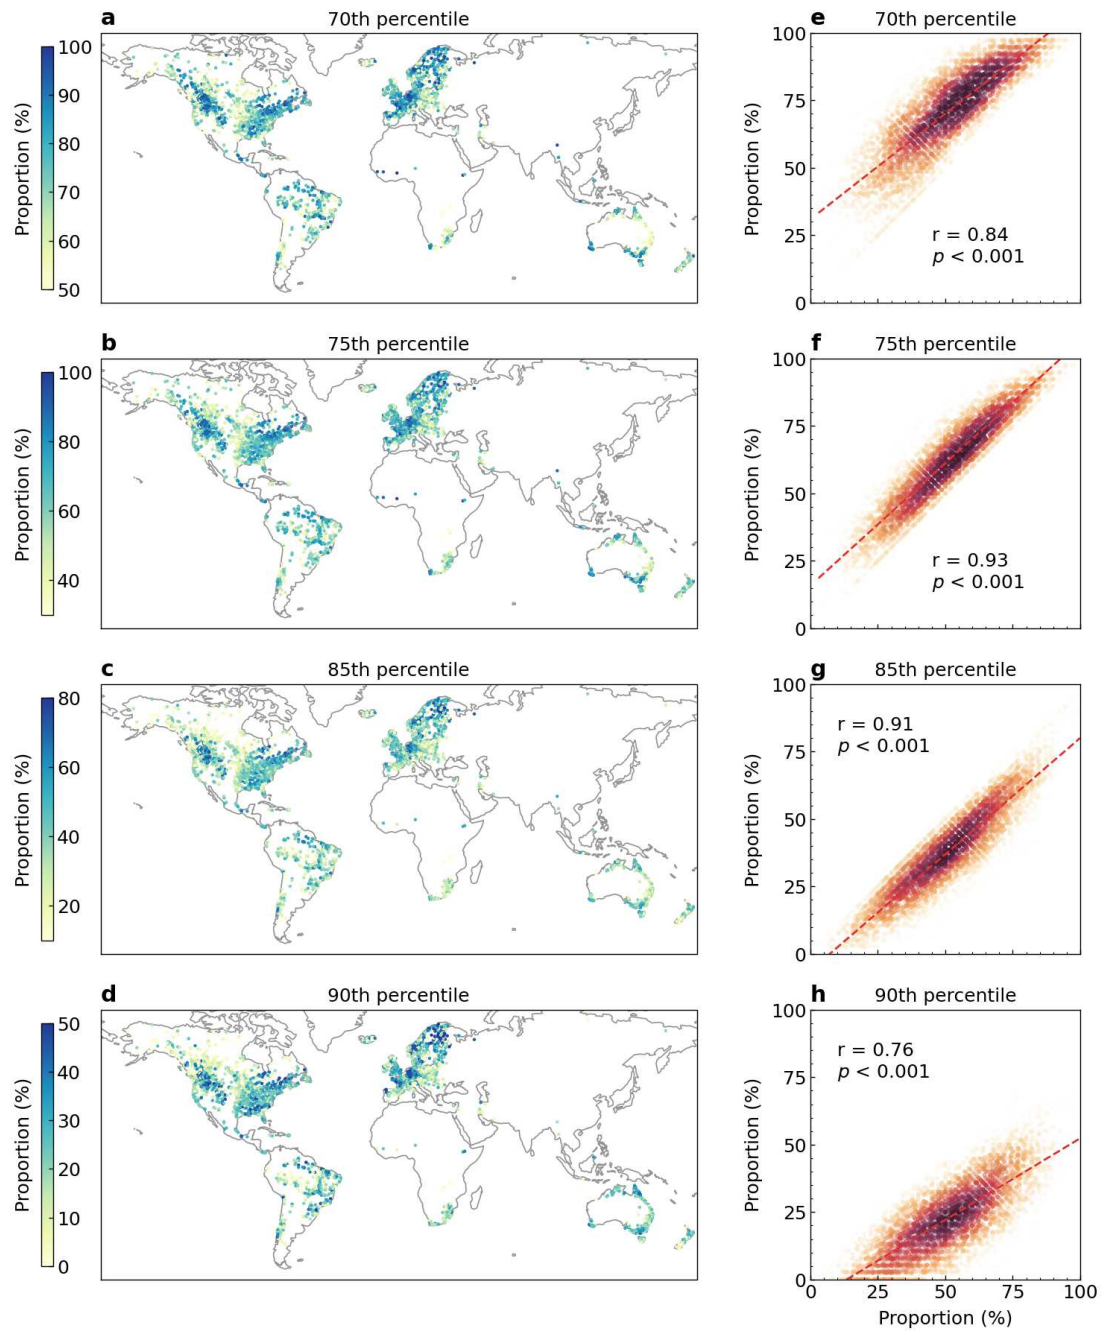 a 70th percentile
100
90
80
70
60
50
Proportion (%)
e 70th percentile
100
75
50
25
0
Proportion (%)
r = 0.84
p < 0.001
b 75th percentile
100
80
60
40
Proportion (%)
f 75th percentile
100
75
50
25
0
Proportion (%)
r = 0.93
p < 0.001
c 85th percentile
80
60
40
20
Proportion (%)
g 85th percentile
100
75
50
25
0
Proportion (%)
r = 0.91
p < 0.001
d 90th percentile
50
40
30
20
10
0
Proportion (%)
h 90th percentile
100
75
50
25
0
Proportion (%)
r = 0.76
p < 0.001
0 25 50 75 100
Proportion (%)